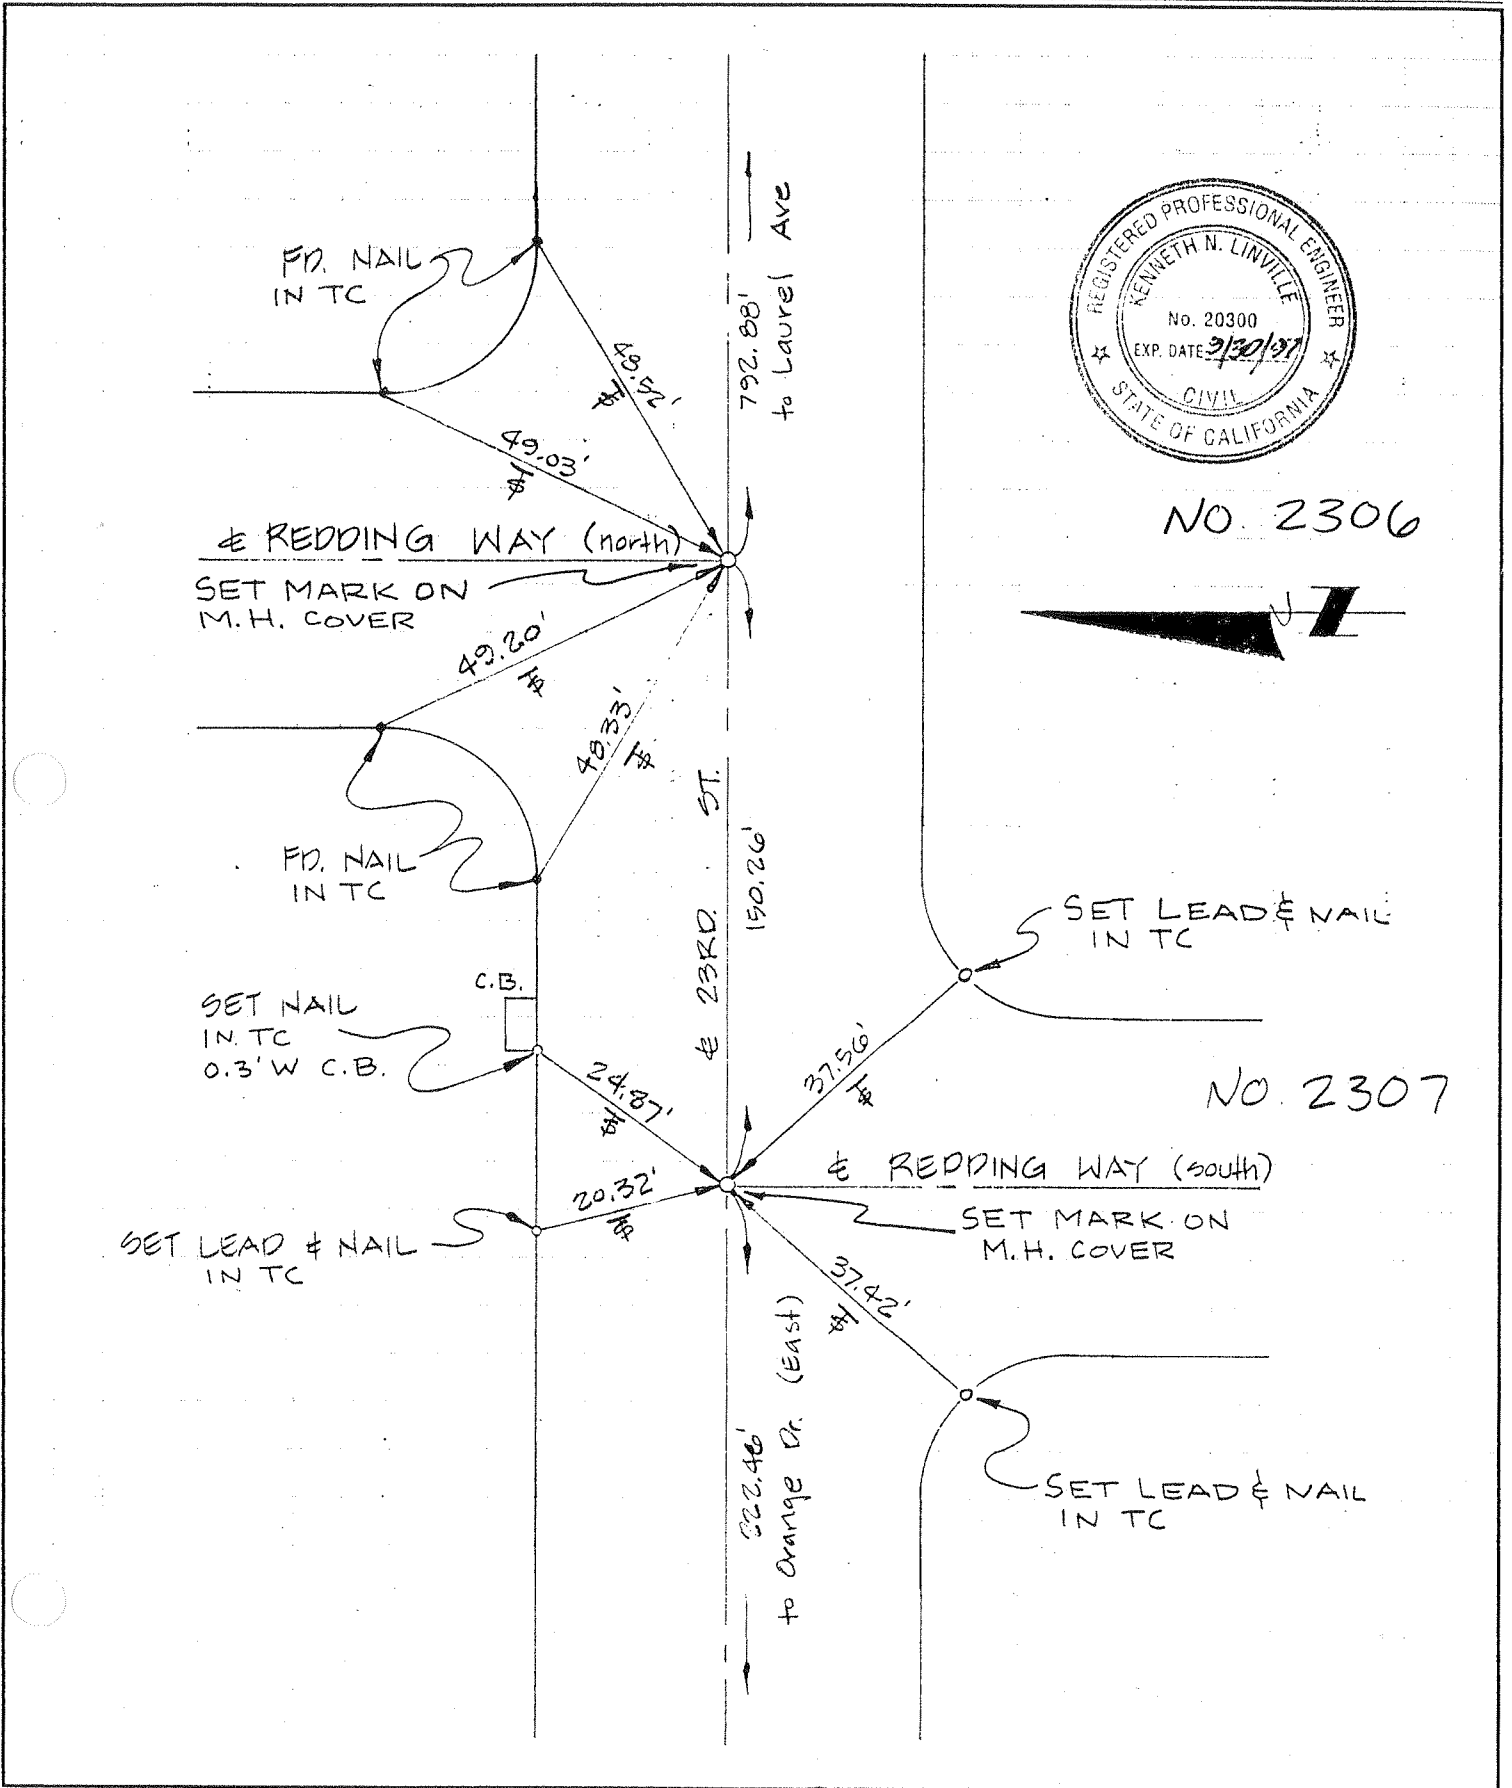 FD. NAIL
IN TC
48.52'
792.88'
to Laurel Ave
REGISTERED PROFESSIONAL ENGINEER
KENNETH N. LINVILLE
No. 20300
EXP. DATE 3/30/97
CIVIL
STATE OF CALIFORNIA
49.03'
NO. 2306
℄ REDDING WAY (north)
SET MARK ON
M.H. COVER
N
49.20'
48.33'
FD. NAIL
IN TC
℄ 23RD. ST.
150.26'
SET LEAD & NAIL
IN TC
C.B.
SET NAIL
IN TC
0.3' W C.B.
24.87'
37.56'
NO. 2307
℄ REDDING WAY (south)
20.32'
SET MARK ON
M.H. COVER
SET LEAD & NAIL
IN TC
37.42'
to Orange Dr. (East)
SET LEAD & NAIL
IN TC